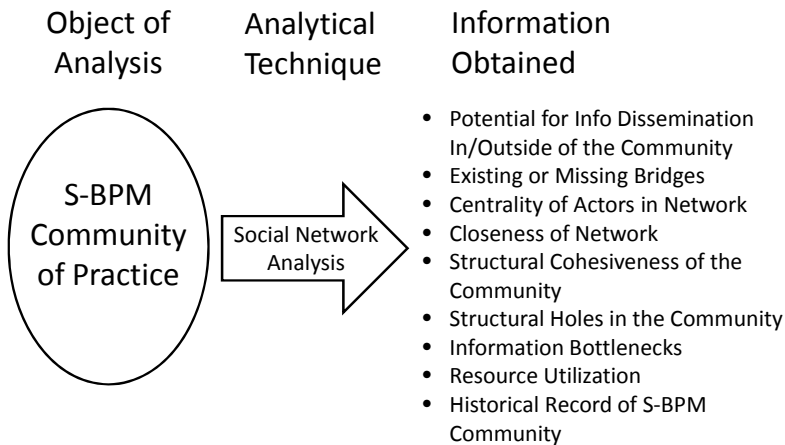 Object of
Analysis
Analytical
Technique
Information
Obtained
S-BPM
Community
of Practice
Social Network
Analysis
• Potential for Info Dissemination
In/Outside of the Community
• Existing or Missing Bridges
• Centrality of Actors in Network
• Closeness of Network
• Structural Cohesiveness of the
Community
• Structural Holes in the Community
• Information Bottlenecks
• Resource Utilization
• Historical Record of S-BPM
Community